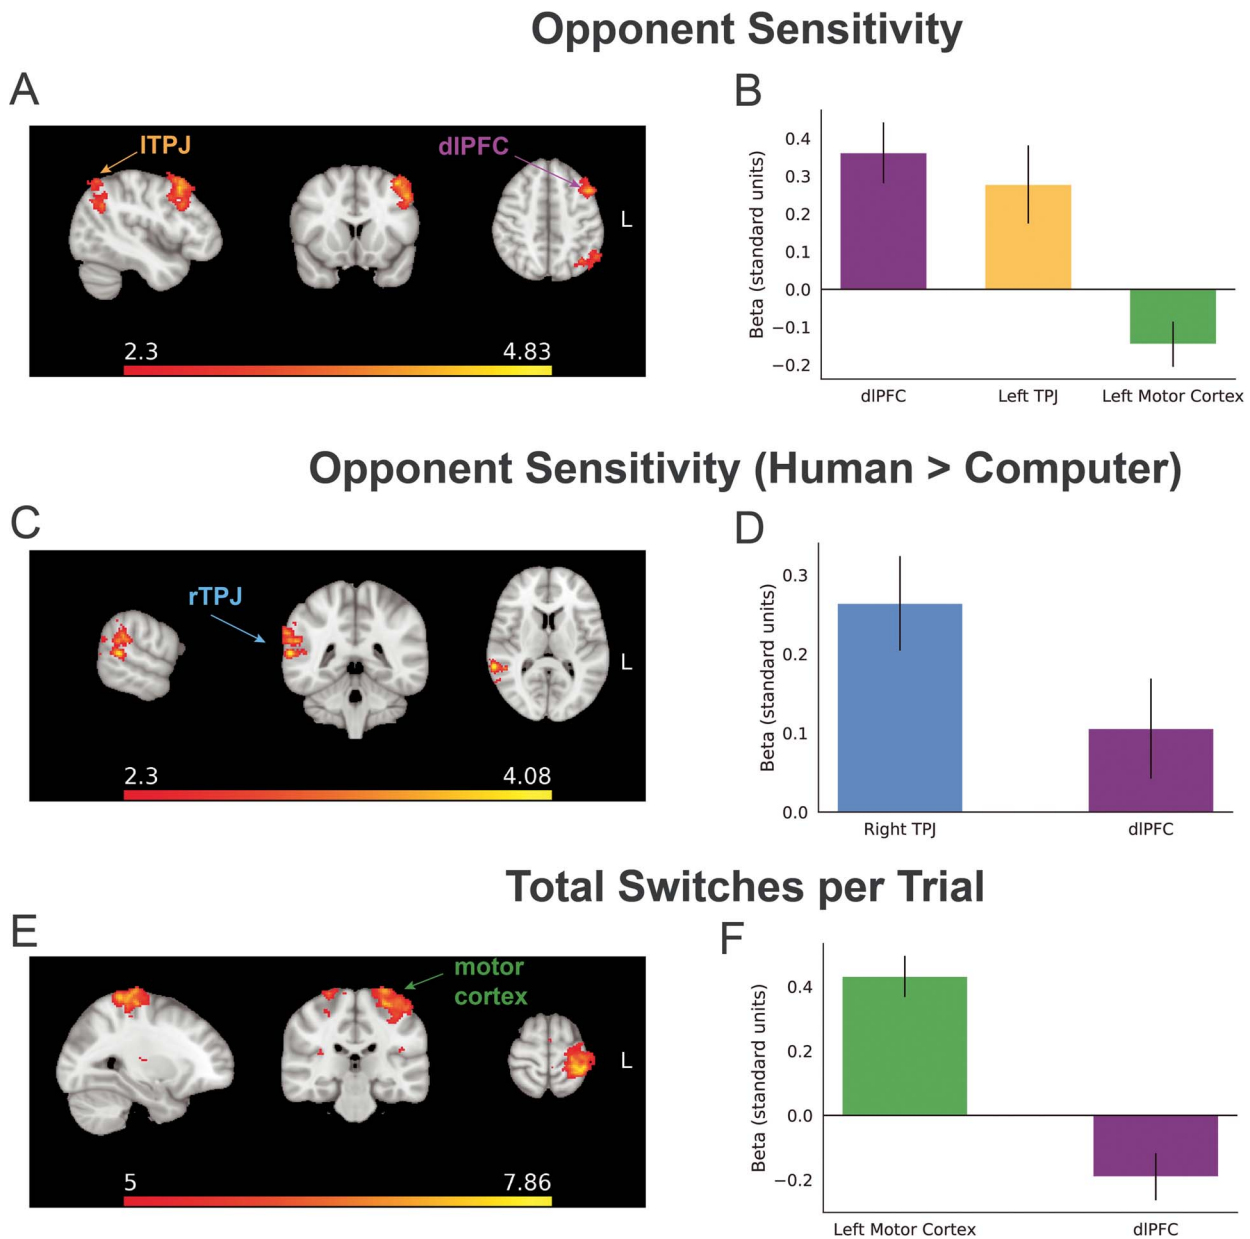 Opponent Sensitivity
A
lTPJ
dlPFC
L
2.3
4.83
B
0.4
0.3
0.2
0.1
0.0
−0.1
−0.2
Beta (standard units)
dlPFC
Left TPJ
Left Motor Cortex
Opponent Sensitivity (Human > Computer)
C
rTPJ
L
2.3
4.08
D
0.3
0.2
0.1
0.0
Beta (standard units)
Right TPJ
dlPFC
Total Switches per Trial
E
motor
cortex
L
5
7.86
F
0.4
0.2
0.0
−0.2
Beta (standard units)
Left Motor Cortex
dlPFC